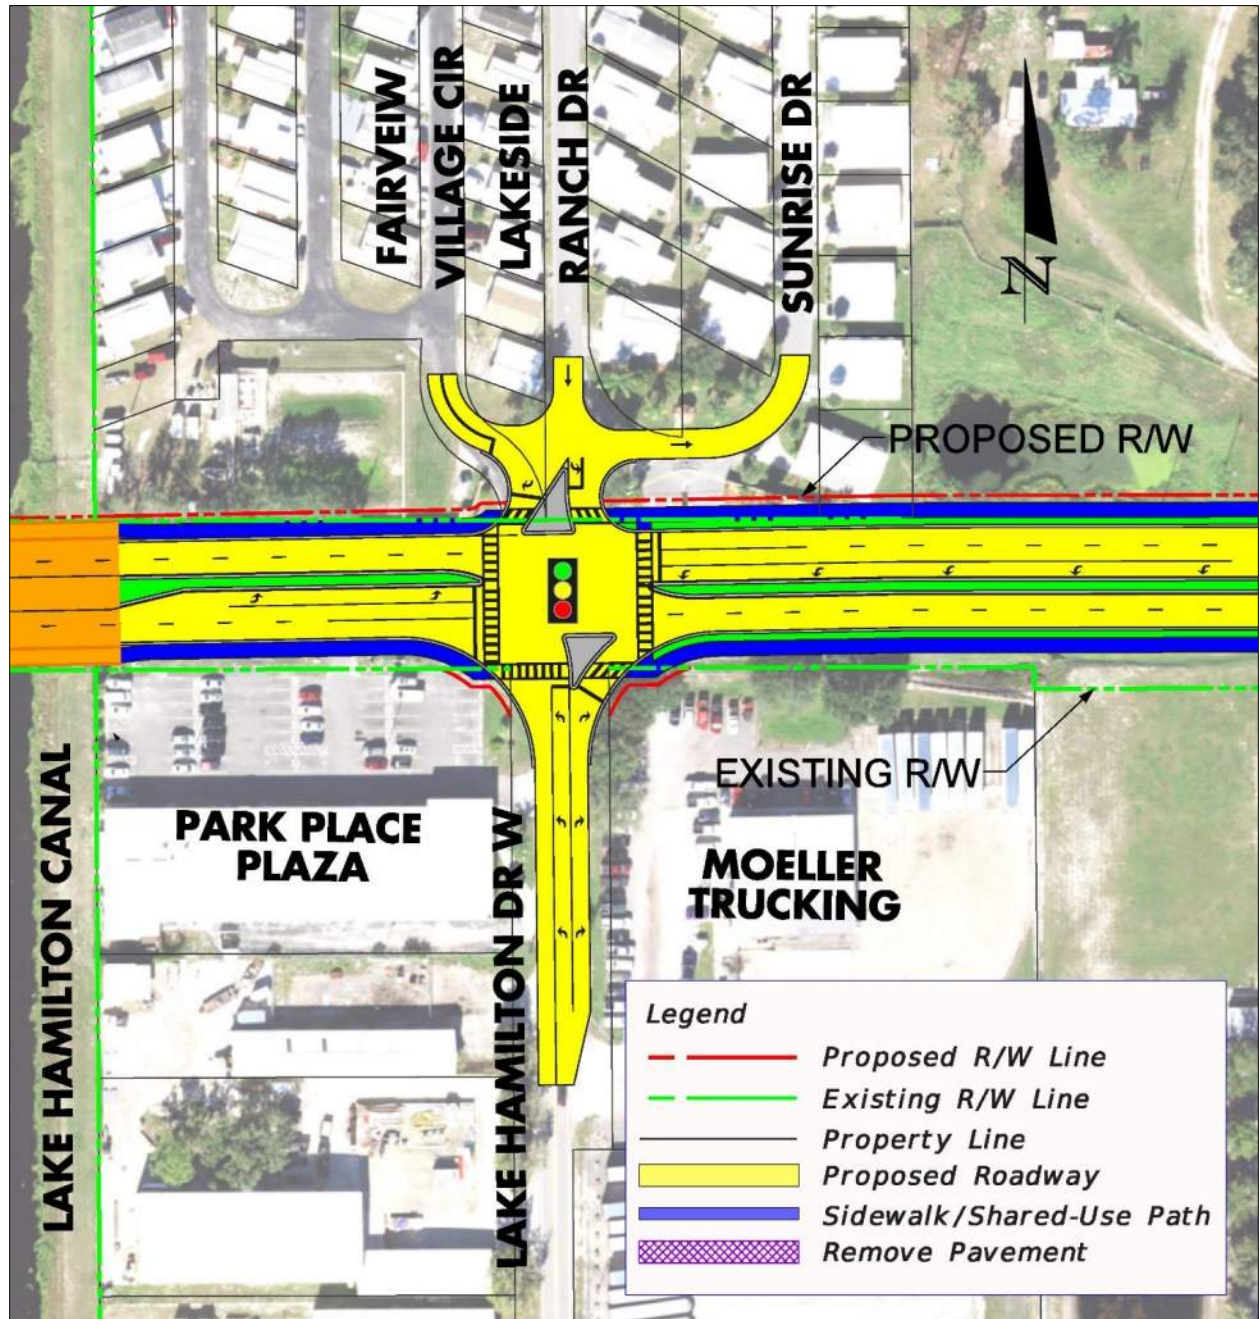 FAIRVEIW
VILLAGE CIR
LAKESIDE
RANCH DR
SUNRISE DR
N
PROPOSED R/W
EXISTING R/W
LAKE HAMILTON CANAL
PARK PLACE
PLAZA
LAKE HAMILTON DR W
MOELLER
TRUCKING
Legend
Proposed R/W Line
Existing R/W Line
Property Line
Proposed Roadway
Sidewalk/Shared-Use Path
Remove Pavement